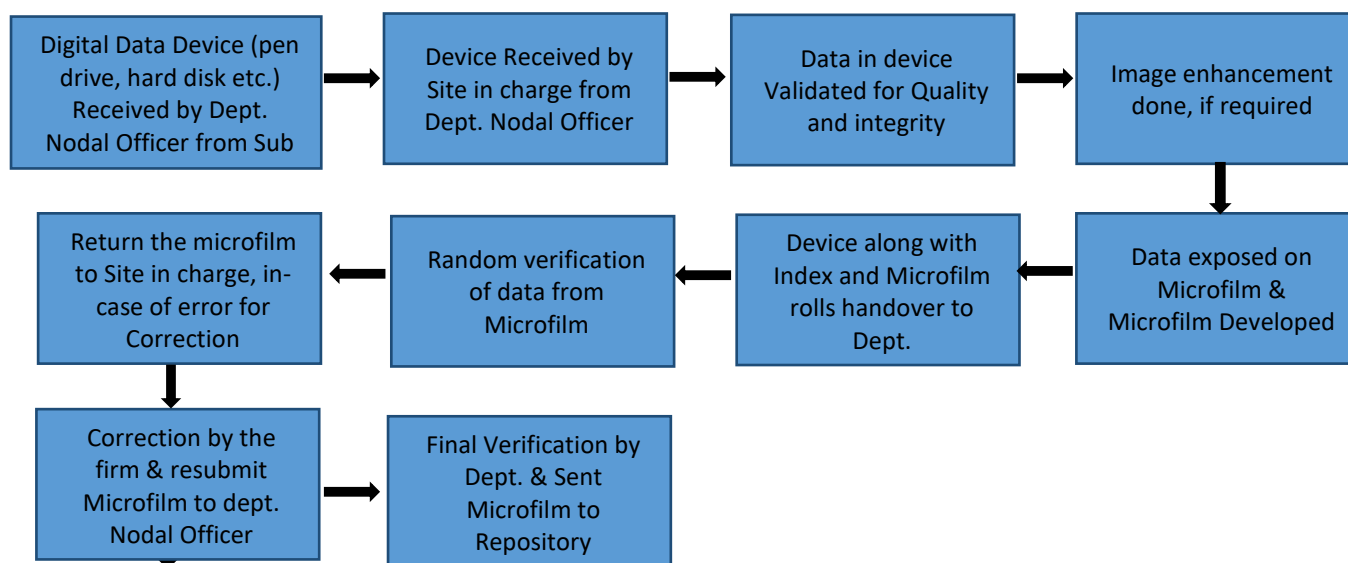 Digital Data Device (pen
drive, hard disk etc.)
Received by Dept.
Nodal Officer from Sub
Device Received by
Site in charge from
Dept. Nodal Officer
Data in device
Validated for Quality
and integrity
Image enhancement
done, if required
Data exposed on
Microfilm &
Microfilm Developed
Device along with
Index and Microfilm
rolls handover to
Dept.
Random verification
of data from
Microfilm
Return the microfilm
to Site in charge, in-
case of error for
Correction
Correction by the
firm & resubmit
Microfilm to dept.
Nodal Officer
Final Verification by
Dept. & Sent
Microfilm to
Repository